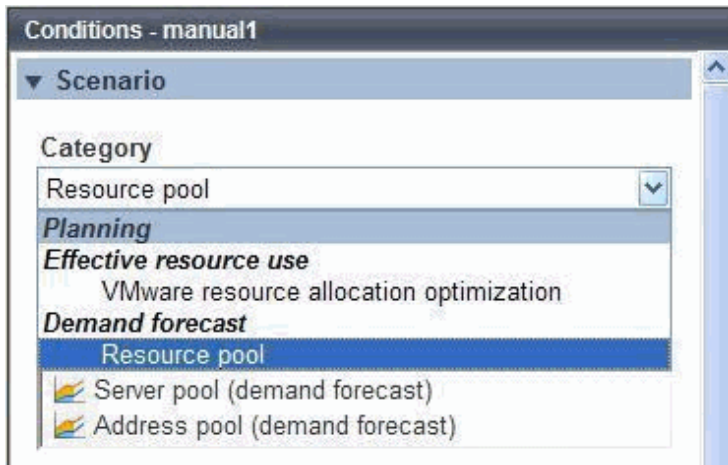 Conditions - manual1
Scenario
Category
Resource pool
Planning
Effective resource use
VMware resource allocation optimization
Demand forecast
Resource pool
Server pool (demand forecast)
Address pool (demand forecast)